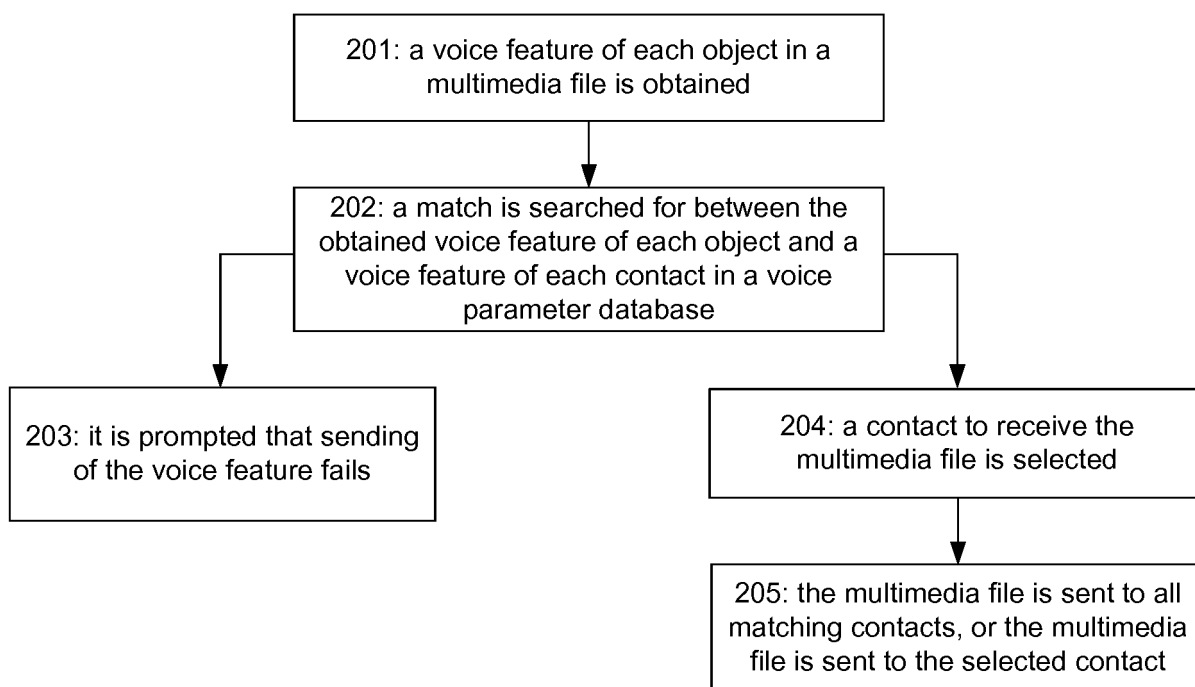 201: a voice feature of each object in a
multimedia file is obtained
202: a match is searched for between the
obtained voice feature of each object and a
voice feature of each contact in a voice
parameter database
203: it is prompted that sending
of the voice feature fails
204: a contact to receive the
multimedia file is selected
205: the multimedia file is sent to all
matching contacts, or the multimedia
file is sent to the selected contact